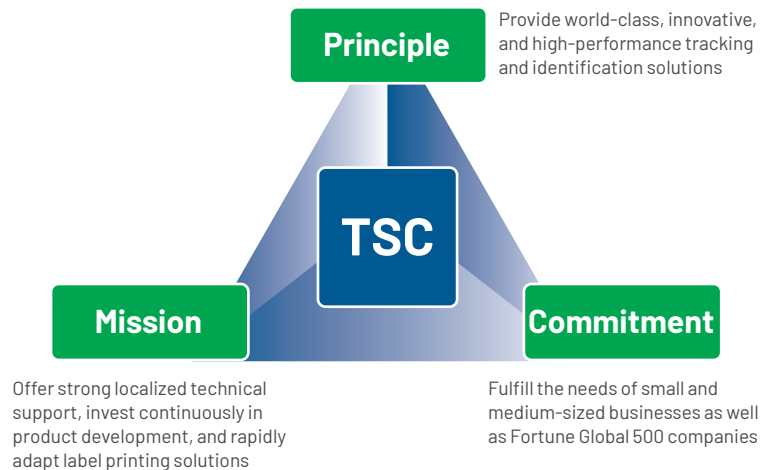 Principle
Provide world-class, innovative,
and high-performance tracking
and identification solutions
TSC
Mission
Offer strong localized technical
support, invest continuously in
product development, and rapidly
adapt label printing solutions
Commitment
Fulfill the needs of small and
medium-sized businesses as well
as Fortune Global 500 companies